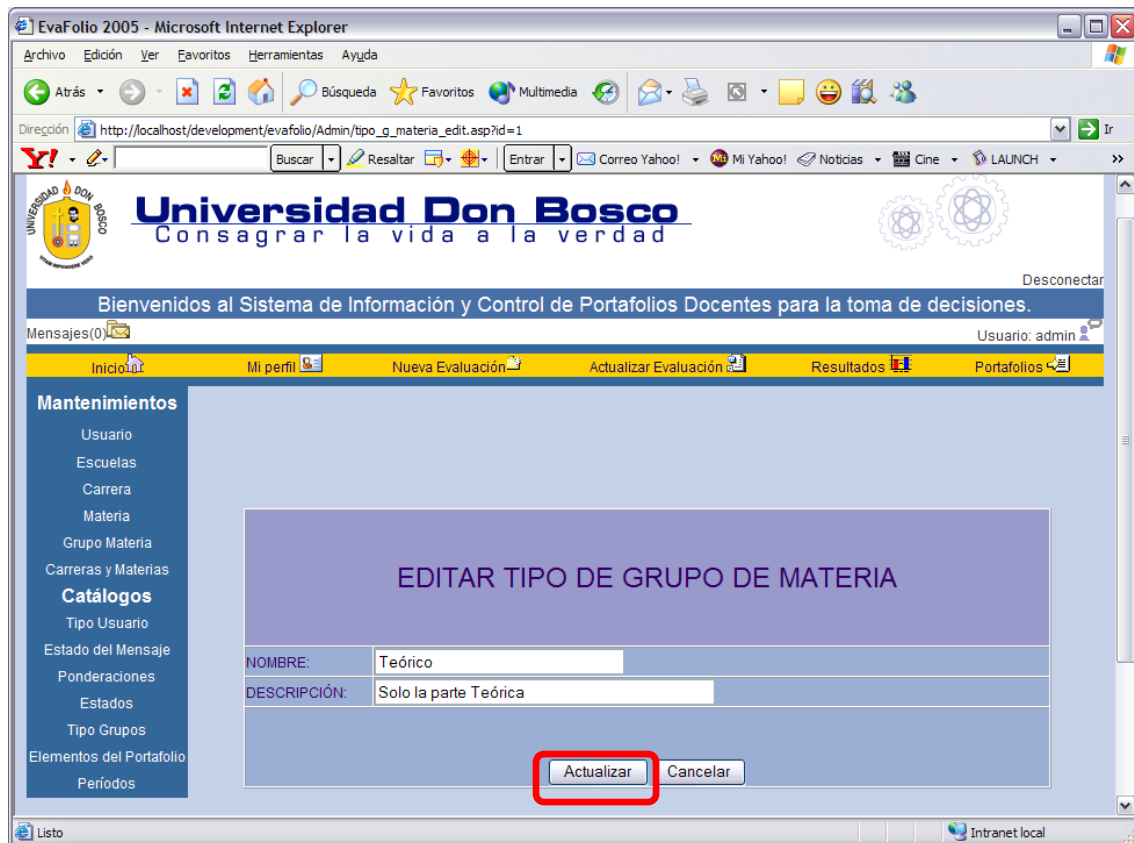 EvaFolio 2005 - Microsoft Internet Explorer
Archivo Edición Ver Favoritos Herramientas Ayuda
Atrás Búsqueda Favoritos Multimedia
Dirección http://localhost/development/evafolio/Admin/tipo_g_materia_edit.asp?id=1 Ir
Y! Buscar Resaltar Entrar Correo Yahoo! Mi Yahoo! Noticias Cine LAUNCH »
UNIVERSIDAD DON BOSCO
Universidad Don Bosco
Consagrar la vida a la verdad
Desconectar
Bienvenidos al Sistema de Información y Control de Portafolios Docentes para la toma de decisiones.
Mensajes(0) Usuario: admin
Inicio Mi perfil Nueva Evaluación Actualizar Evaluación Resultados Portafolios
Mantenimientos
Usuario
Escuelas
Carrera
Materia
Grupo Materia
Carreras y Materias
Catálogos
Tipo Usuario
Estado del Mensaje
Ponderaciones
Estados
Tipo Grupos
Elementos del Portafolio
Períodos
EDITAR TIPO DE GRUPO DE MATERIA
NOMBRE: Teórico
DESCRIPCIÓN: Solo la parte Teórica
Actualizar Cancelar
Listo Intranet local